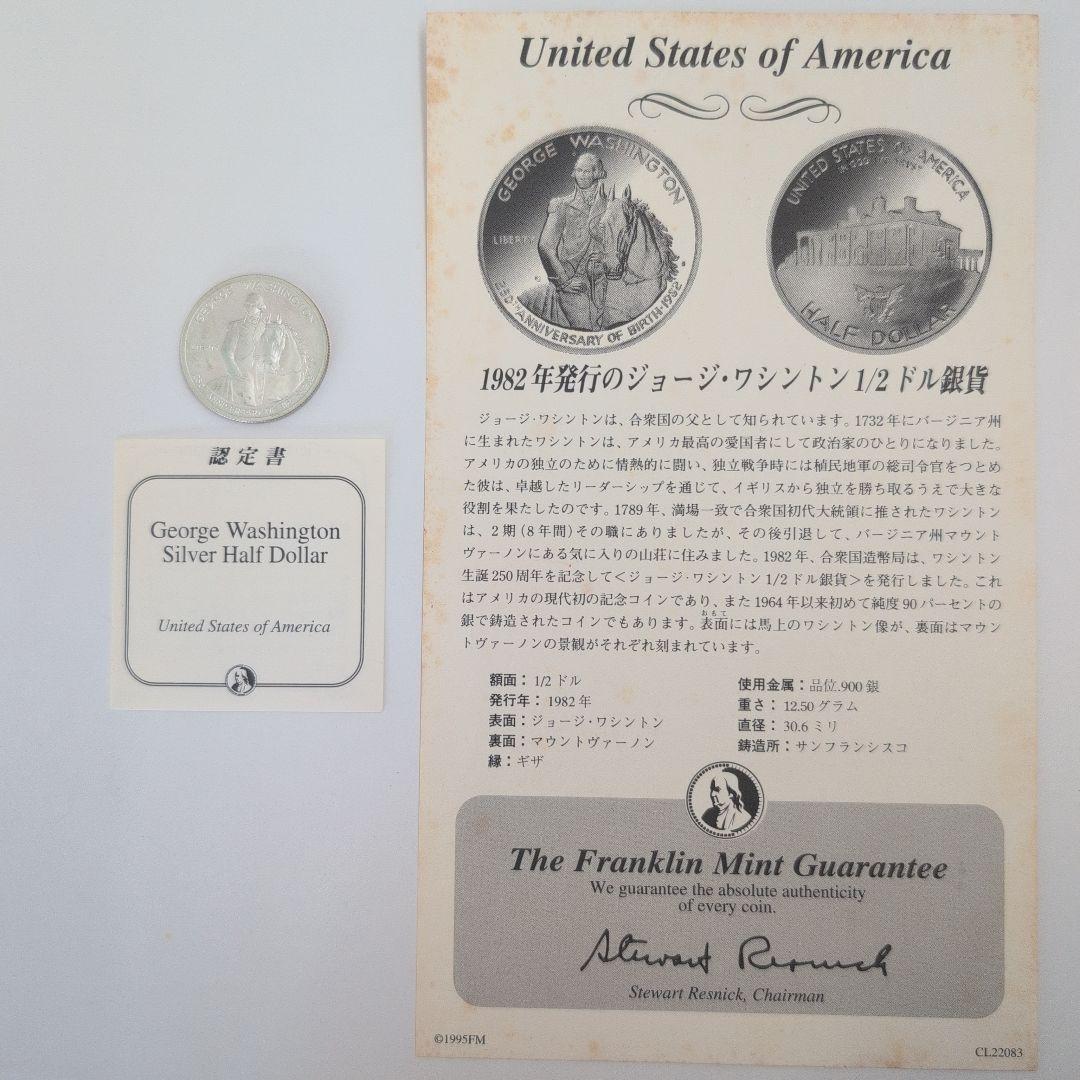 United States of America
GEORGE WASHINGTON
LIBERTY
250TH ANNIVERSARY OF BIRTH·1982
UNITED STATES OF AMERICA
HALF DOLLAR
1982年発行のジョージ・ワシントン1/2ドル銀貨
ジョージ・ワシントンは、合衆国の父として知られています。1732年にバージニア州
に生まれたワシントンは、アメリカ最高の愛国者にして政治家のひとりになりました。
アメリカの独立のために情熱的に闘い、独立戦争時には植民地軍の総司令官をつとめ
た彼は、卓越したリーダーシップを通じて、イギリスから独立を勝ち取るうえで大きな
役割を果たしたのです。1789年、満場一致で合衆国初代大統領に推されたワシントン
は、2期(8年間)その職にありましたが、その後引退して、バージニア州マウント
ヴァーノンにある気に入りの山荘に住みました。1982年、合衆国造幣局は、ワシントン
生誕250周年を記念して<ジョージ・ワシントン1/2ドル銀貨>を発行しました。これ
はアメリカの現代初の記念コインであり、また1964年以来初めて純度90パーセントの
おもて
銀で鋳造されたコインでもあります。表面には馬上のワシントン像が、裏面はマウン
トヴァーノンの景観がそれぞれ刻まれています。
額面：1/2ドル
発行年：1982年
表面：ジョージ・ワシントン
裏面：マウントヴァーノン
縁：ギザ
使用金属：品位.900銀
重さ：12.50グラム
直径：30.6ミリ
鋳造所：サンフランシスコ
The Franklin Mint Guarantee
We guarantee the absolute authenticity
of every coin.
Stewart Resnick
Stewart Resnick, Chairman
©1995FM
CL22083
GEORGE WASHINGTON
認定書
George Washington
Silver Half Dollar
United States of America